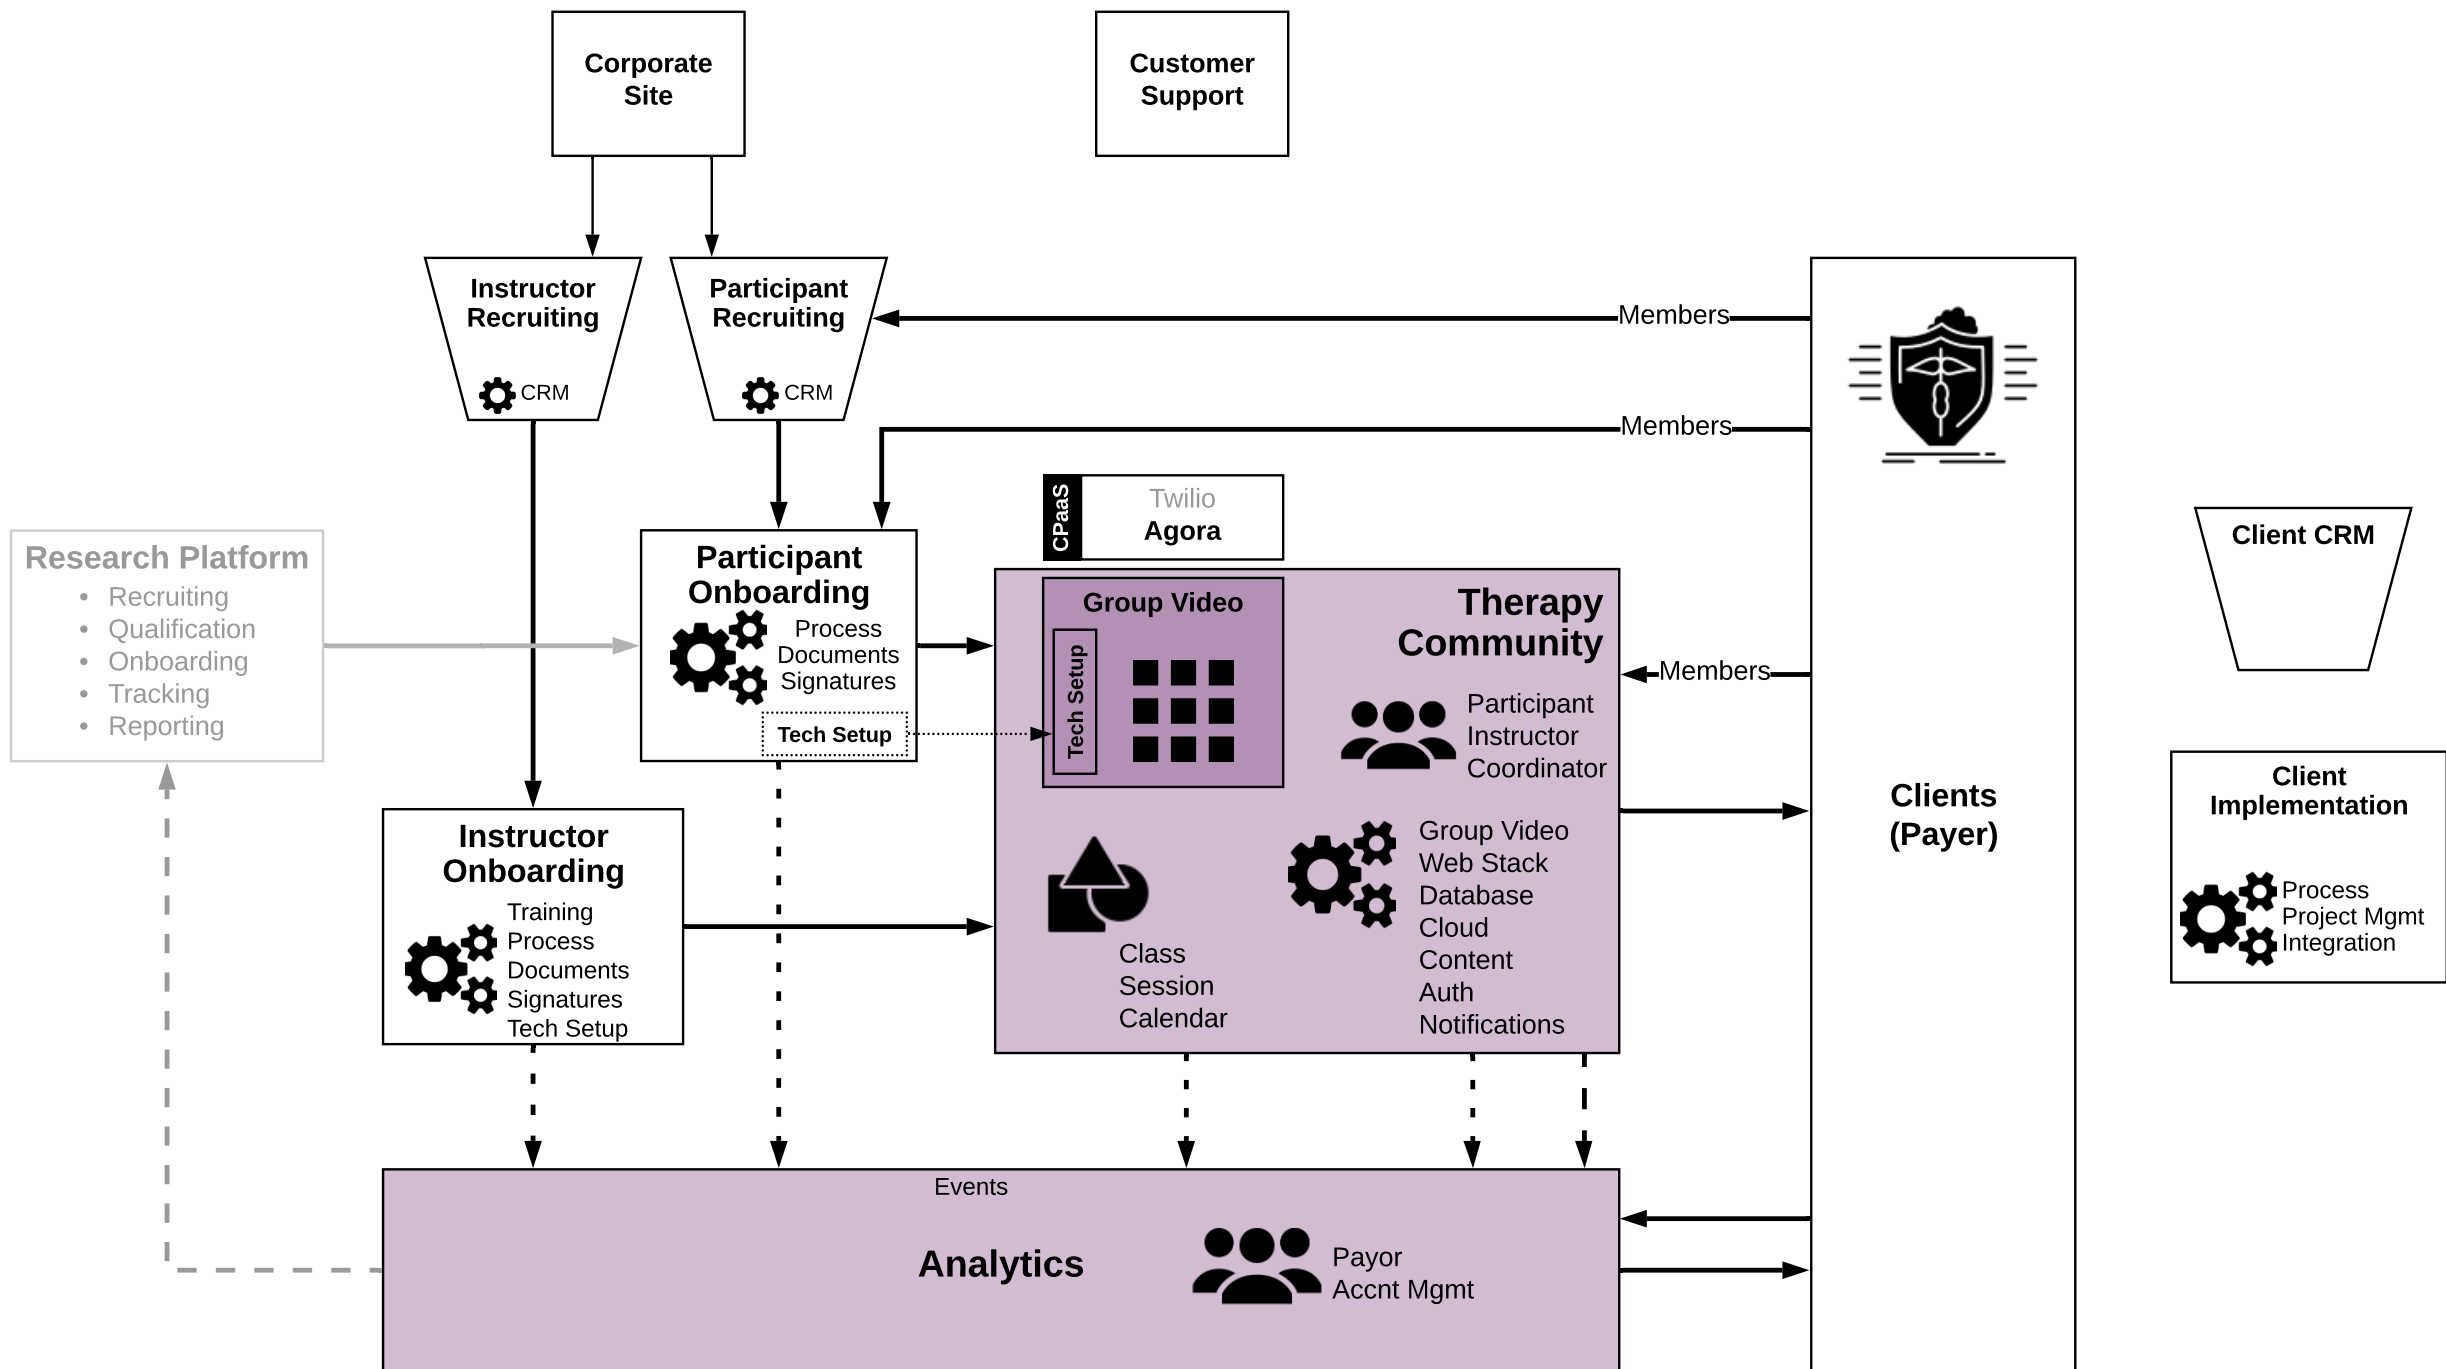 Corporate
Site
Customer
Support
Instructor
Recruiting
CRM
Participant
Recruiting
CRM
Members
Members
CPaaS
Twilio
Agora
Research Platform
• Recruiting
• Qualification
• Onboarding
• Tracking
• Reporting
Participant
Onboarding
Process
Documents
Signatures
Tech Setup
Group Video
Tech Setup
Therapy
Community
Participant
Instructor
Coordinator
Members
Class
Session
Calendar
Group Video
Web Stack
Database
Cloud
Content
Auth
Notifications
Instructor
Onboarding
Training
Process
Documents
Signatures
Tech Setup
Clients
(Payer)
Client CRM
Client
Implementation
Process
Project Mgmt
Integration
Events
Analytics
Payor
Accnt Mgmt